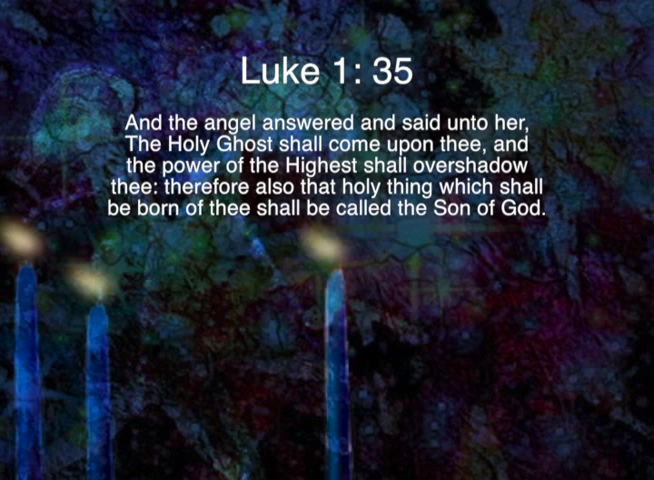 Luke 1: 35
And the angel answered and said unto her,
The Holy Ghost shall come upon thee, and
the power of the Highest shall overshadow
thee: therefore also that holy thing which shall
be born of thee shall be called the Son of God.